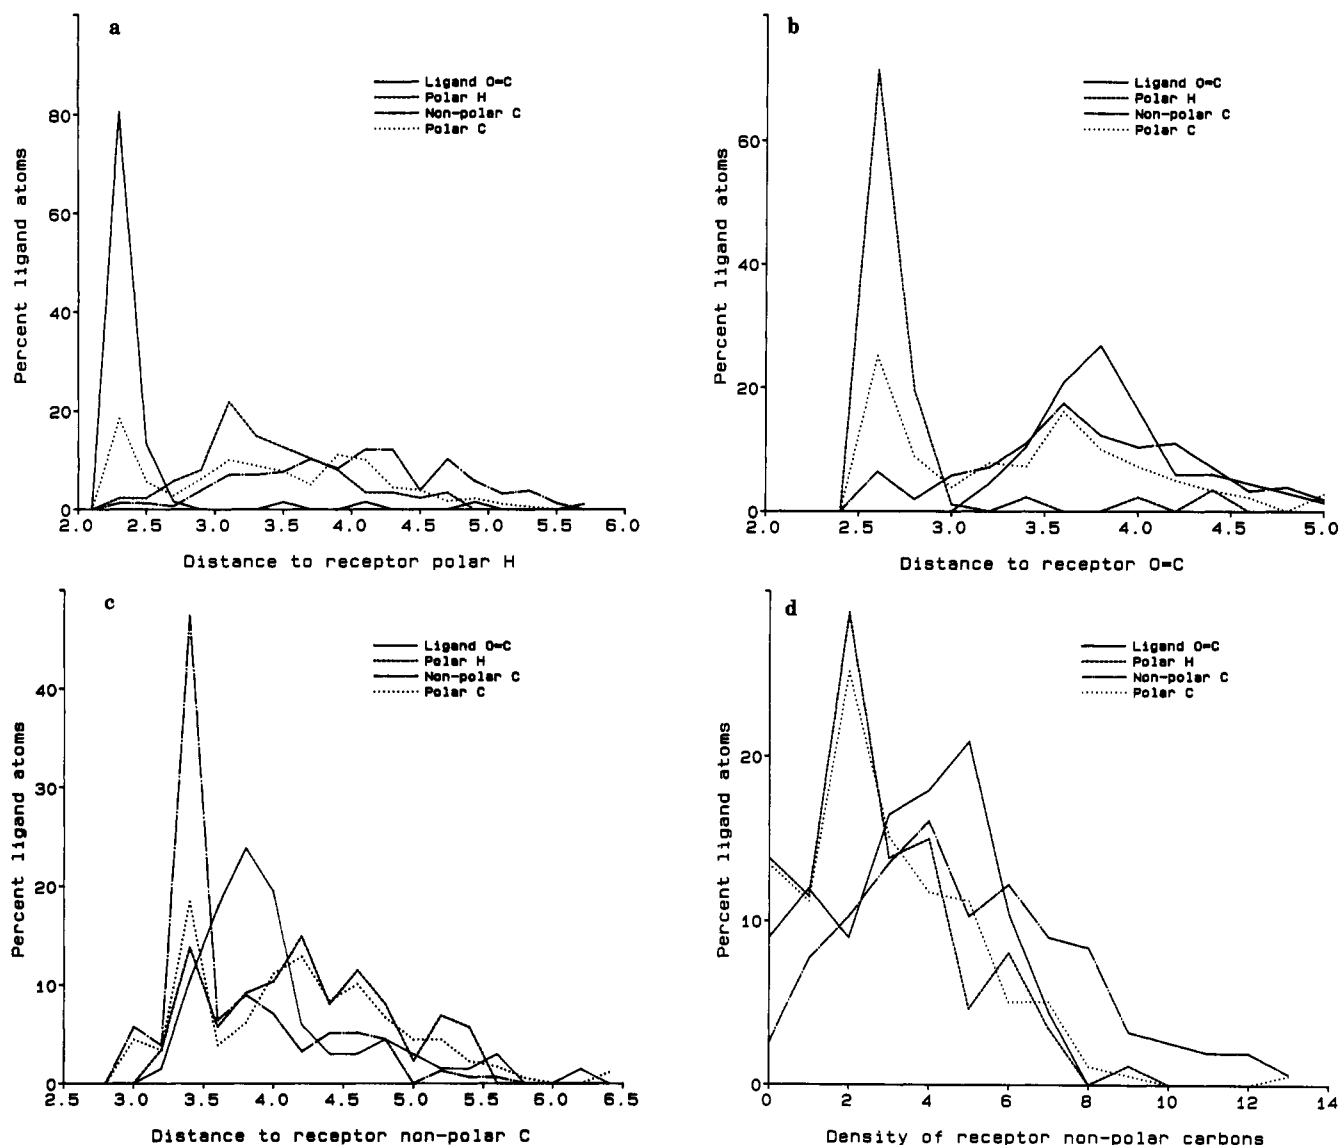 a
Percent ligand atoms
80
60
40
20
0
Ligand O=C
Polar H
Non-polar C
Polar C
2.0 2.5 3.0 3.5 4.0 4.5 5.0 5.5 6.0
Distance to receptor polar H
b
Percent ligand atoms
60
40
20
0
Ligand O=C
Polar H
Non-polar C
Polar C
2.0 2.5 3.0 3.5 4.0 4.5 5.0
Distance to receptor O=C
c
Percent ligand atoms
40
30
20
10
0
Ligand O=C
Polar H
Non-polar C
Polar C
2.5 3.0 3.5 4.0 4.5 5.0 5.5 6.0 6.5
Distance to receptor non-polar C
d
Percent ligand atoms
20
10
0
Ligand O=C
Polar H
Non-polar C
Polar C
0 2 4 6 8 10 12 14
Density of receptor non-polar carbons